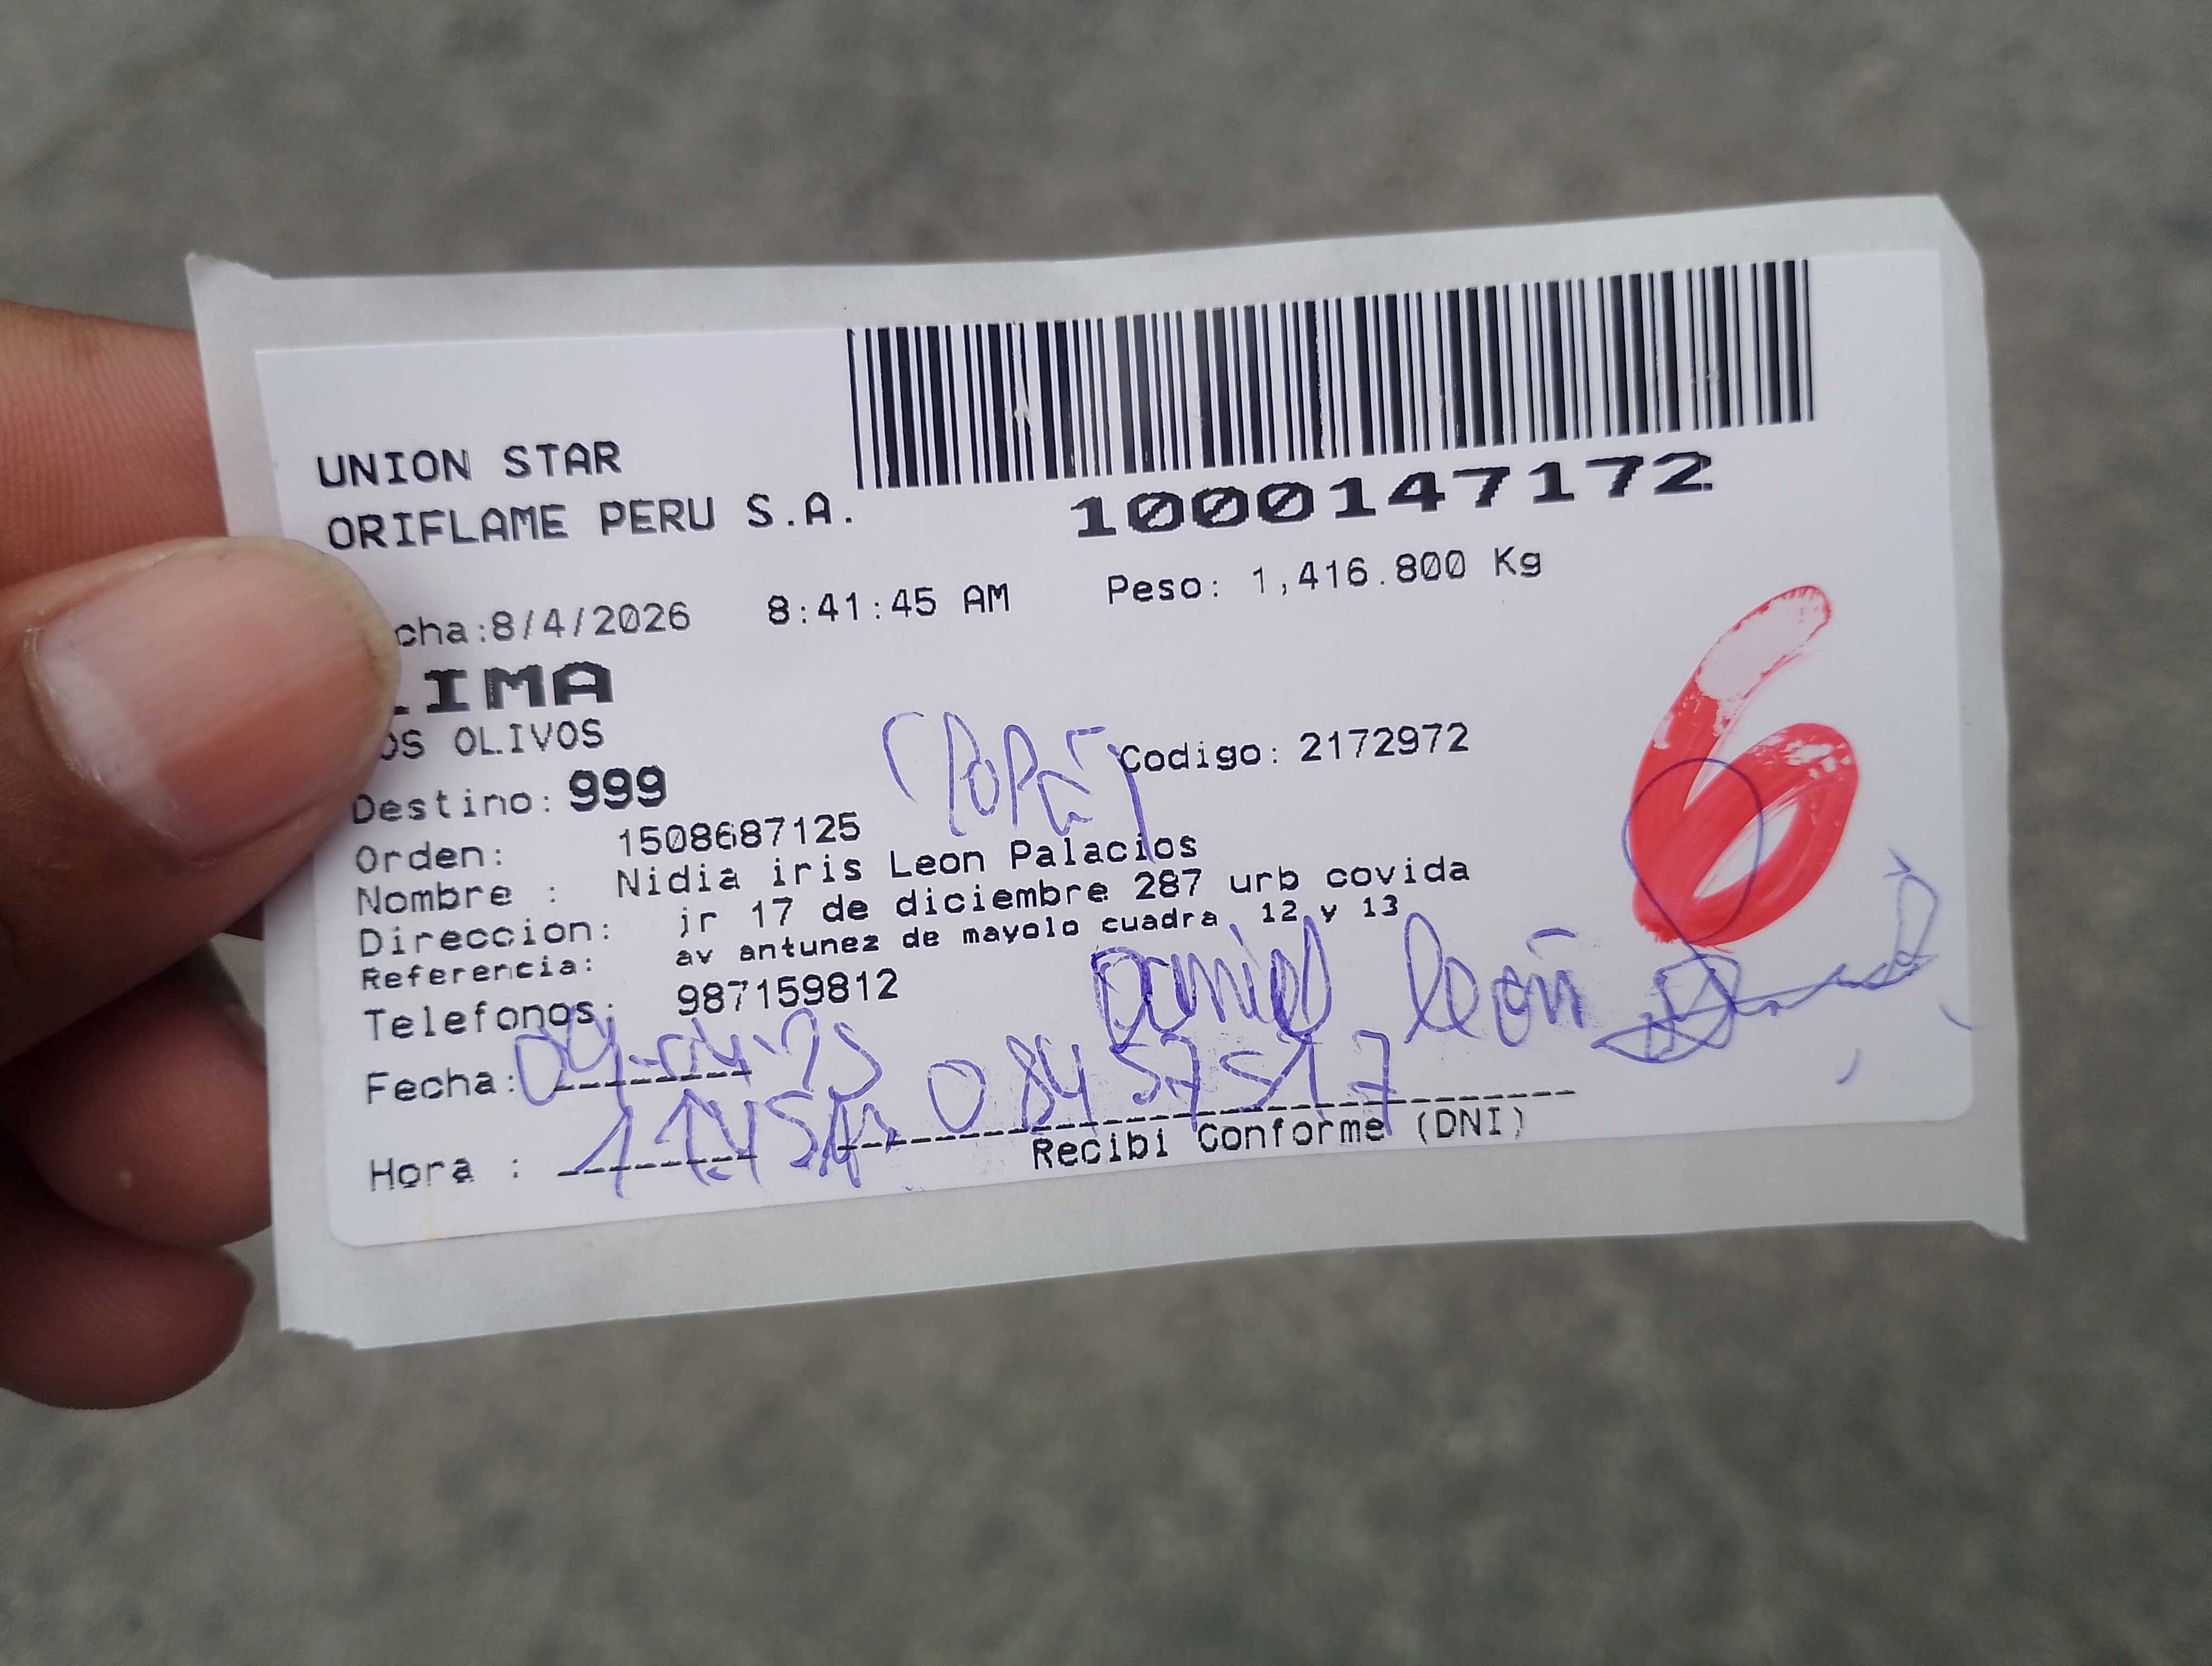 UNION STAR
ORIFLAME PERU S.A.
1000147172
cha:8/4/2026 8:41:45 AM Peso: 1,416.800 Kg
IMA
OS OLIVOS
(PAPÁ) Codigo: 2172972
Destino: 999
6
Orden: 1508687125
Nombre : Nidia iris Leon Palacios
Direccion: jr 17 de diciembre 287 urb covida
Referencia: av antunez de mayolo cuadra 12 y 13
Telefonos: 987159812
Daniel león
Fecha:
Hora :
Recibi Conforme (DNI)